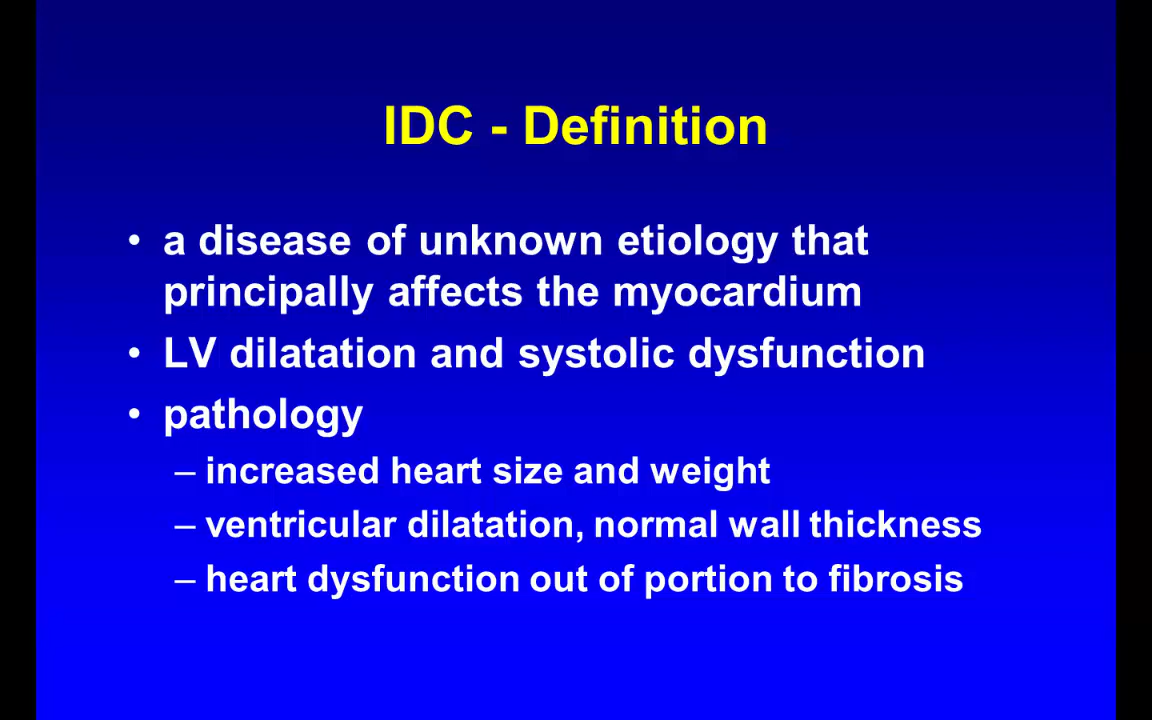 IDC - Definition
• a disease of unknown etiology that
principally affects the myocardium
• LV dilatation and systolic dysfunction
• pathology
– increased heart size and weight
– ventricular dilatation, normal wall thickness
– heart dysfunction out of portion to fibrosis